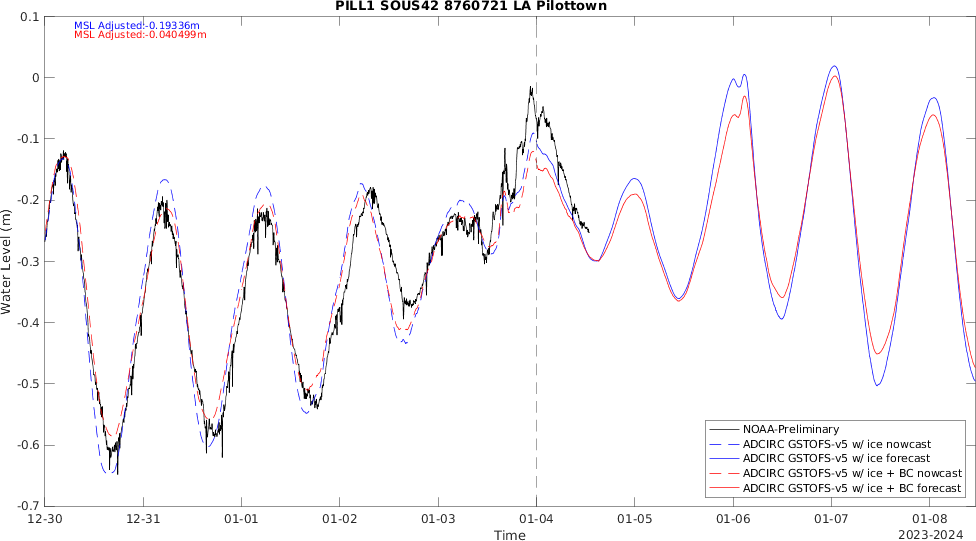 PILL1 SOUS42 8760721 LA Pilottown
MSL Adjusted:-0.19336m
MSL Adjusted:-0.040499m
Water Level (m)
0.1
0
-0.1
-0.2
-0.3
-0.4
-0.5
-0.6
-0.7
NOAA-Preliminary
ADCIRC GSTOFS-v5 w/ ice nowcast
ADCIRC GSTOFS-v5 w/ ice forecast
ADCIRC GSTOFS-v5 w/ ice + BC nowcast
ADCIRC GSTOFS-v5 w/ ice + BC forecast
12-30 12-31 01-01 01-02 01-03 01-04 01-05 01-06 01-07 01-08
Time
2023-2024